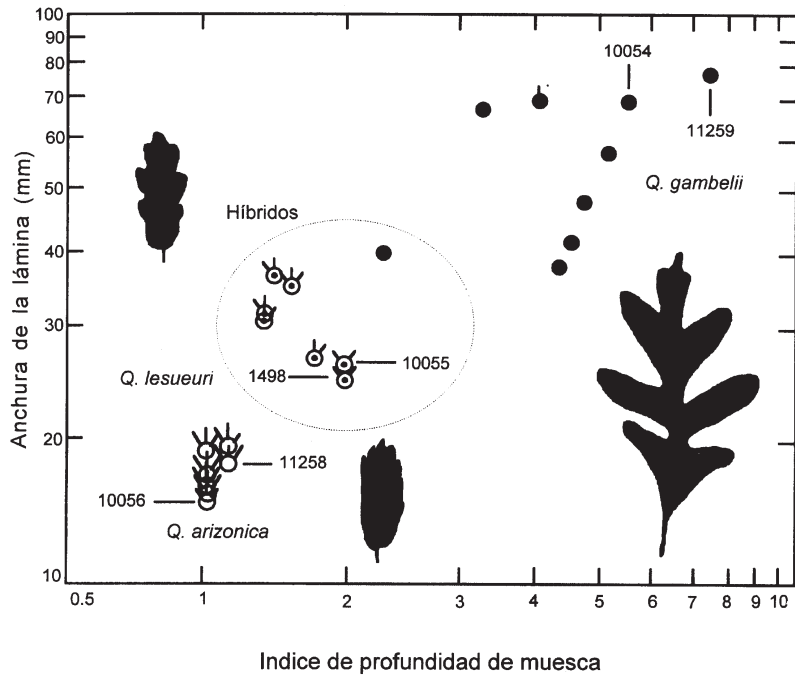 100
90
80
70
60
50
40
30
20
10
Anchura de la lámina (mm)
10054
11259
Q. gambelii
Híbridos
10055
1498
Q. lesueuri
11258
10056
Q. arizonica
0.5 1 2 3 4 5 6 7 8 9 10
Indice de profundidad de muesca